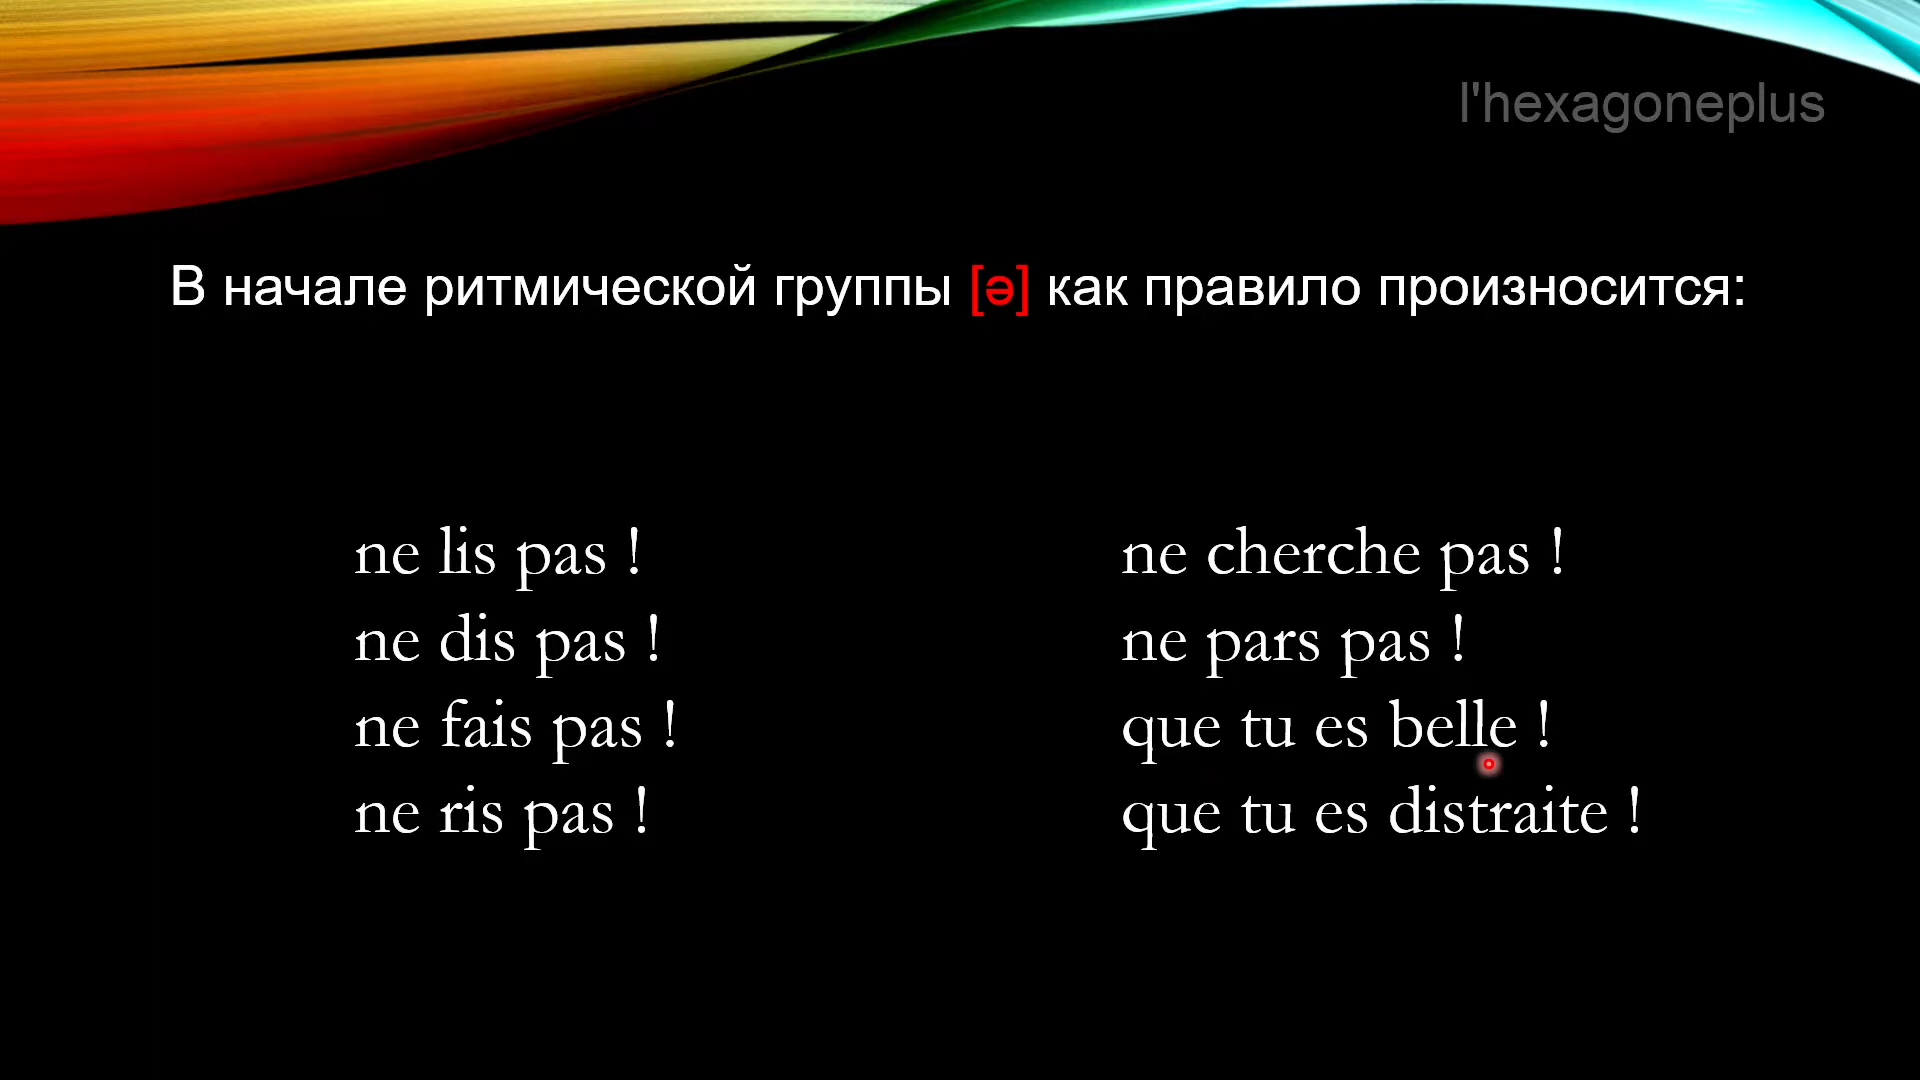 l'hexagoneplus
В начале ритмической группы [ə] как правило произносится:
ne lis pas !
ne dis pas !
ne fais pas !
ne ris pas !
ne cherche pas !
ne pars pas !
que tu es belle !
que tu es distraite !